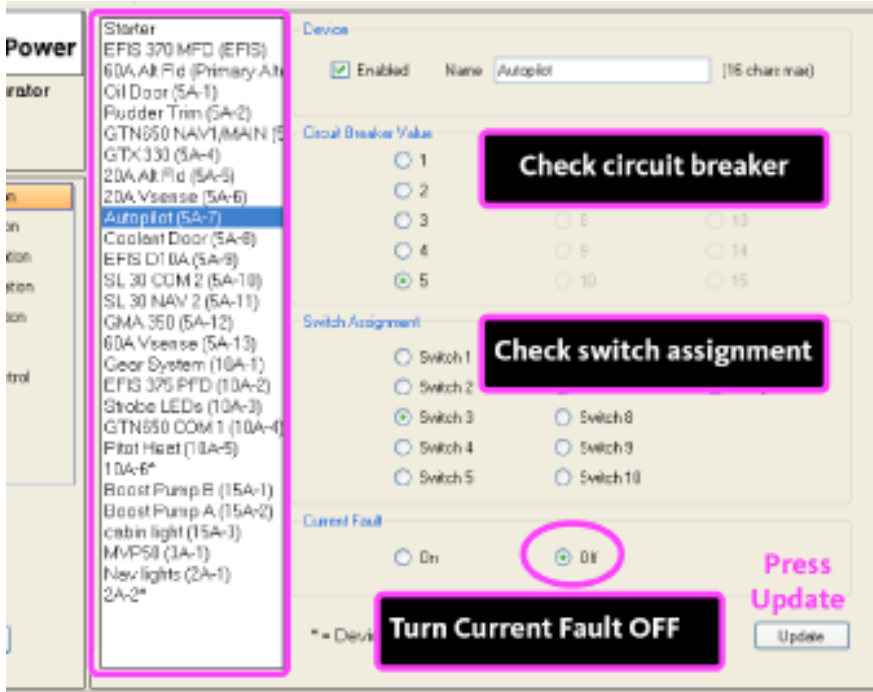 Power
Starter
EFIS 370 MFD (EFIS)
60A Alt Fld (Primary Alte
Oil Door (5A-1)
Rudder Trim (5A-2)
GTN650 NAV1/MAIN (5
GTX 330 (5A-4)
20A Alt Fld (5A-5)
20A Vsense (5A-6)
Autopilot (5A-7)
Coolant Door (5A-8)
EFIS D10A (5A-9)
SL 30 COM 2 (5A-10)
SL 30 NAV 2 (5A-11)
GMA 350 (5A-12)
60A Vsense (5A-13)
Gear System (10A-1)
EFIS 375 PFD (10A-2)
Strobe LEDs (10A-3)
GTN650 COM 1 (10A-4)
Pitot Heat (10A-5)
10A-6*
Boost Pump B (15A-1)
Boost Pump A (15A-2)
cabin light (15A-3)
MVP50 (3A-1)
Nav lights (2A-1)
2A-2*
Device
Enabled Name Autopilot (16 chars max)
Circuit Breaker Value
Check circuit breaker
1
2
3 8 13
4 9 14
5 10 15
Switch Assignment
Check switch assignment
Switch 1
Switch 2
Switch 3 Switch 8
Switch 4 Switch 9
Switch 5 Switch 10
Current Fault
On Off
Press
Update
Turn Current Fault OFF
* = Devi
Update